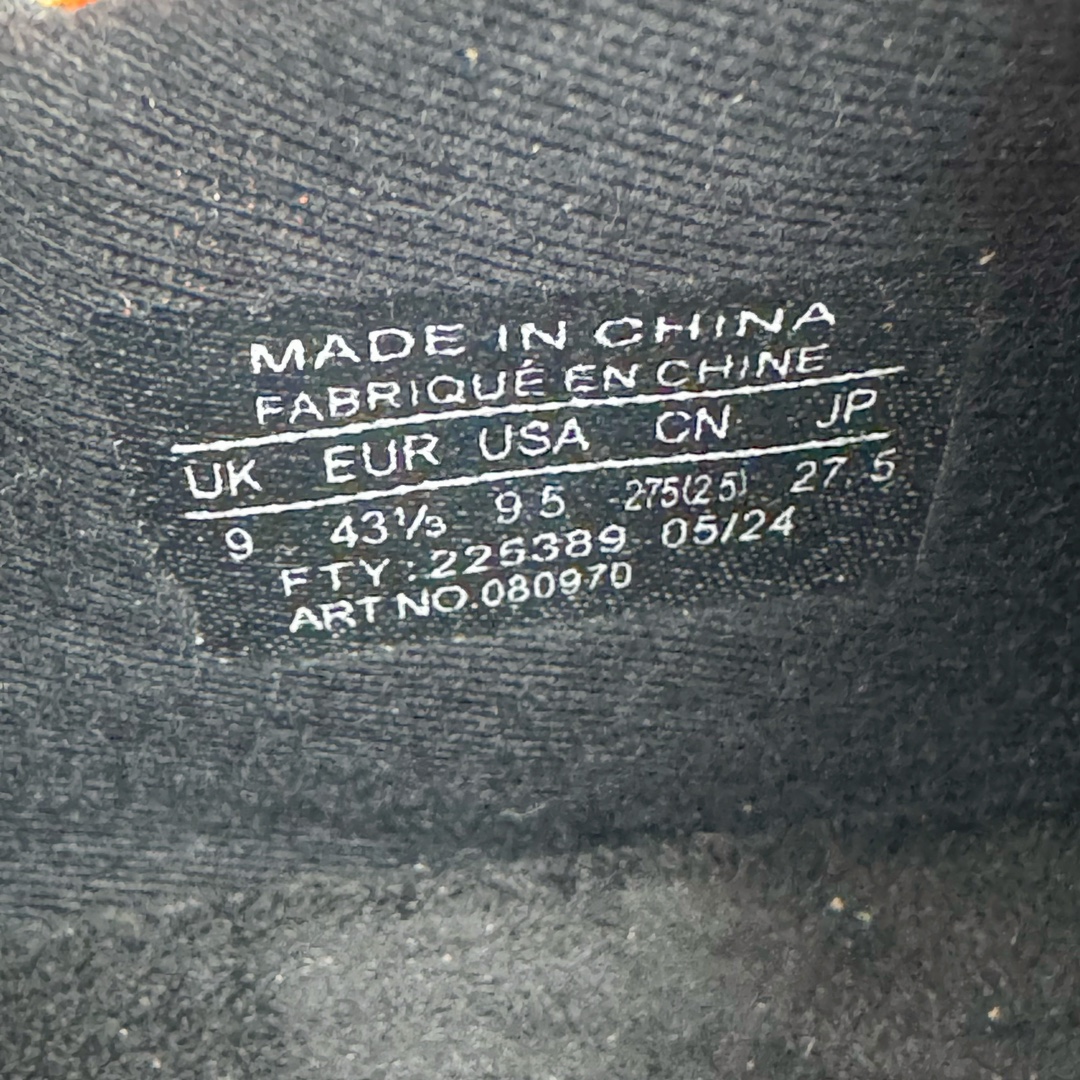 MADE IN CHINA
FABRIQUÉ EN CHINE
UK EUR USA CN JP
9 43⅓ 9.5 275(2.5) 27.5
FTY:225389 05/24
ART NO.080970